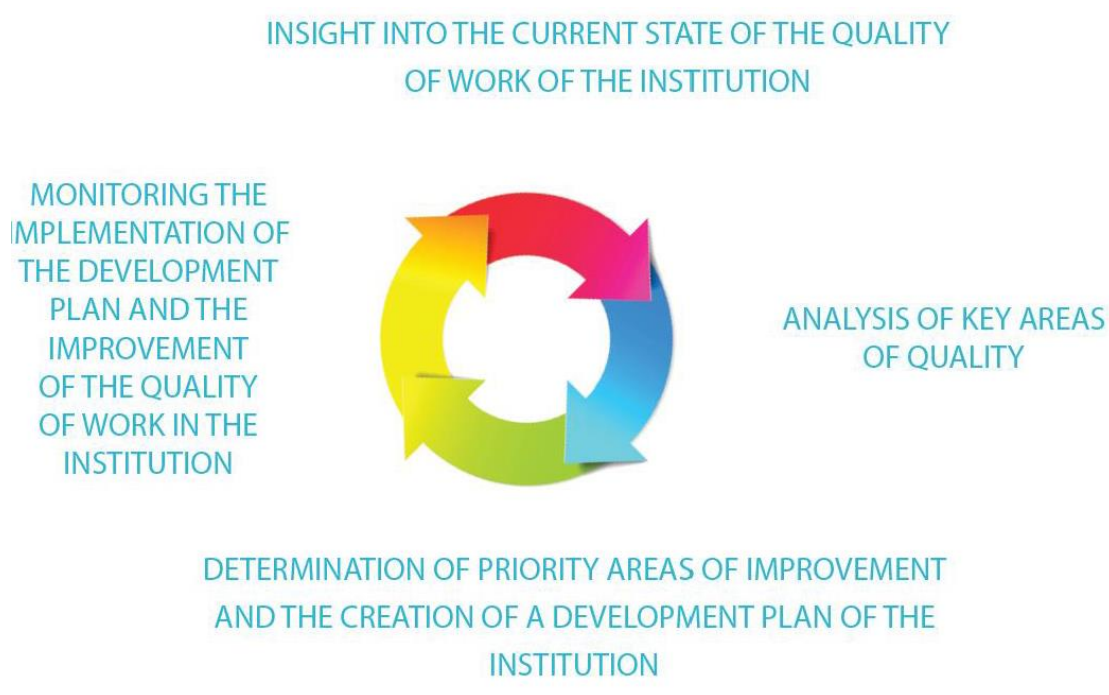 INSIGHT INTO THE CURRENT STATE OF THE QUALITY
OF WORK OF THE INSTITUTION
MONITORING THE
IMPLEMENTATION OF
THE DEVELOPMENT
PLAN AND THE
IMPROVEMENT
OF THE QUALITY
OF WORK IN THE
INSTITUTION
ANALYSIS OF KEY AREAS
OF QUALITY
DETERMINATION OF PRIORITY AREAS OF IMPROVEMENT
AND THE CREATION OF A DEVELOPMENT PLAN OF THE
INSTITUTION